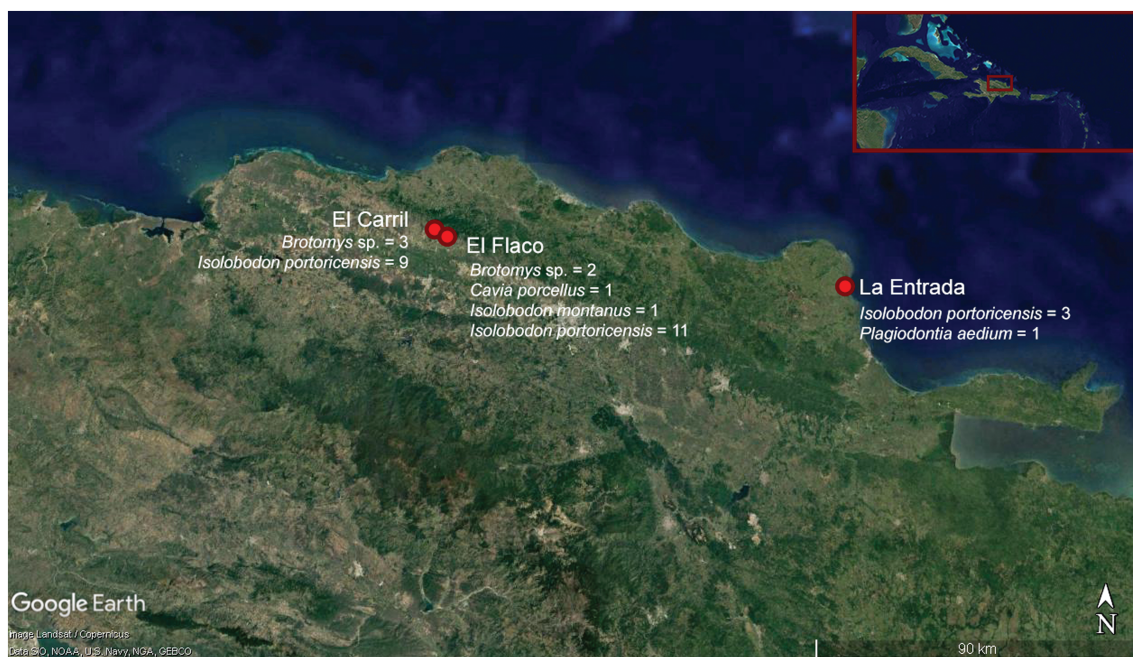 El Carril
Brotomys sp. = 3
Isolobodon portoricensis = 9
El Flaco
Brotomys sp. = 2
Cavia porcellus = 1
Isolobodon montanus = 1
Isolobodon portoricensis = 11
La Entrada
Isolobodon portoricensis = 3
Plagiodontia aedium = 1
Google Earth
Image Landsat / Copernicus
Data SIO, NOAA, U.S. Navy, NGA, GEBCO
N
90 km